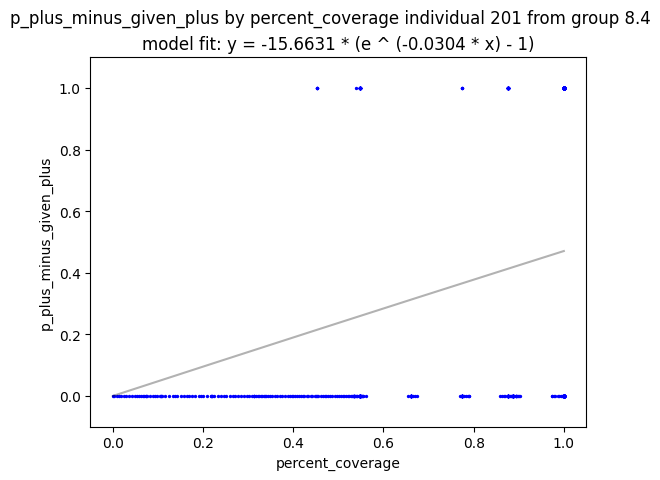 p_plus_minus_given_plus by percent_coverage individual 201 from group 8.4
model fit: y = -15.6631 * (e ^ (-0.0304 * x) - 1)
1.0
0.8
0.6
0.4
0.2
0.0
p_plus_minus_given_plus
0.0 0.2 0.4 0.6 0.8 1.0
percent_coverage